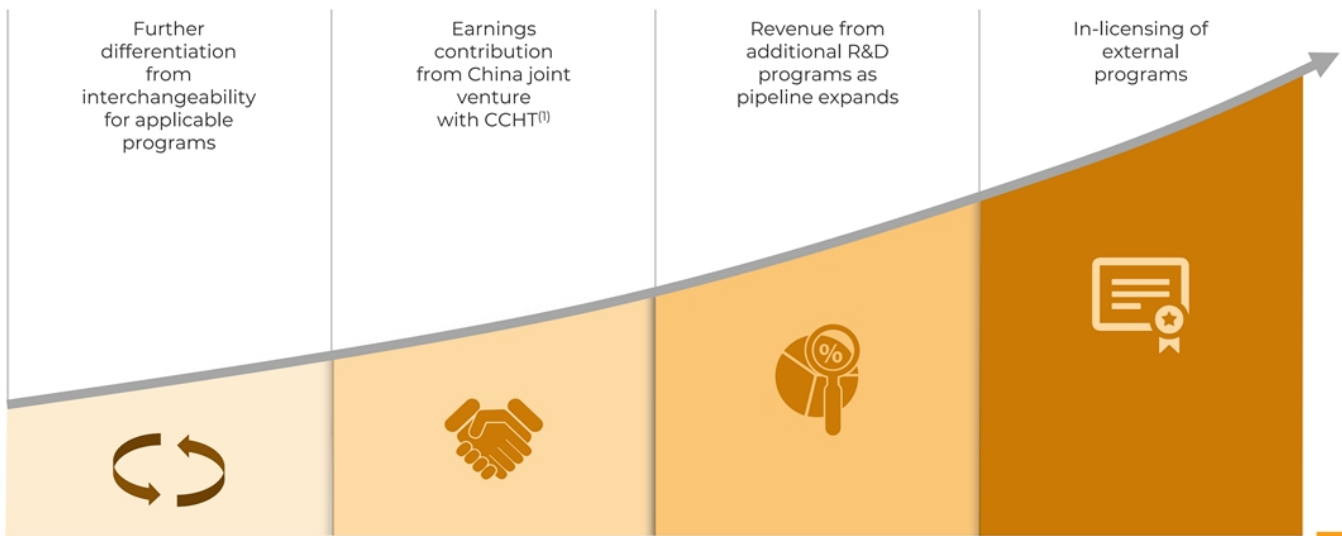 Further
differentiation
from
interchangeability
for applicable
programs
Earnings
contribution
from China joint
venture
with CCHT(1)
Revenue from
additional R&D
programs as
pipeline expands
In-licensing of
external
programs
%